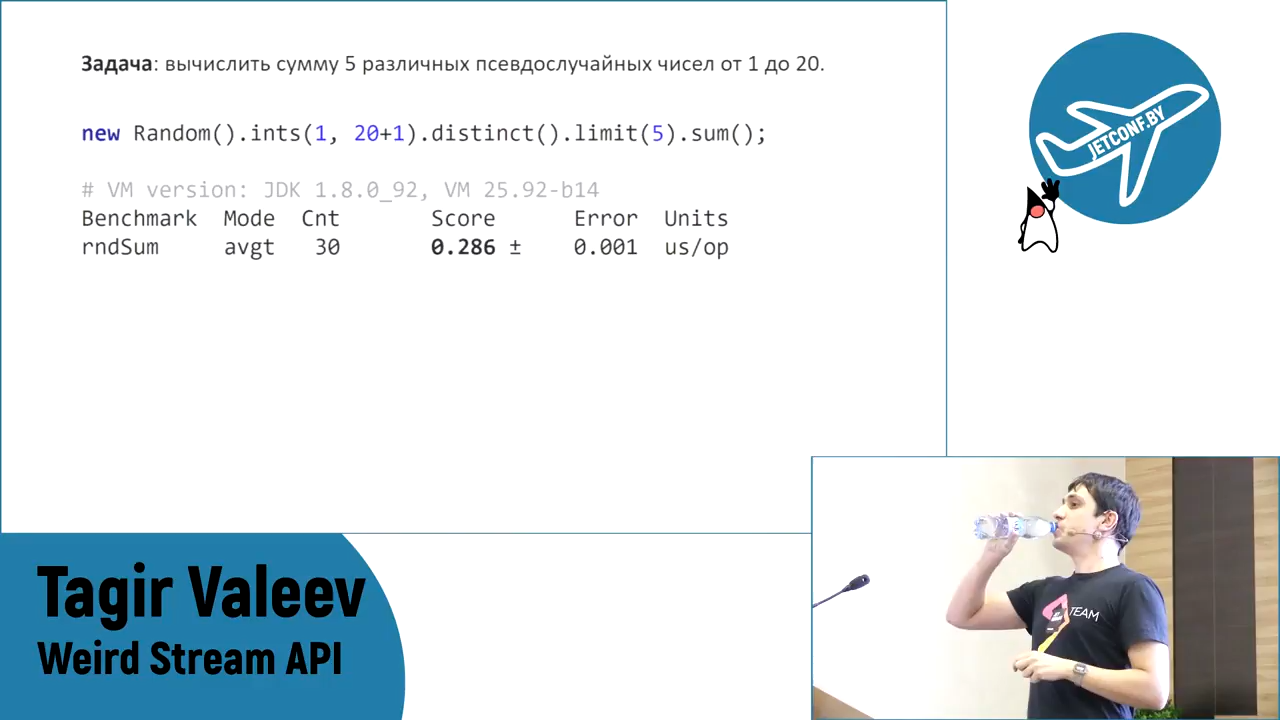 Задача: вычислить сумму 5 различных псевдослучайных чисел от 1 до 20.
new Random().ints(1, 20+1).distinct().limit(5).sum();
# VM version: JDK 1.8.0_92, VM 25.92-b14
Benchmark Mode Cnt Score Error Units
rndSum avgt 30 0.286 ± 0.001 us/op
JETCONF.BY
Tagir Valeev
Weird Stream API
TEAM